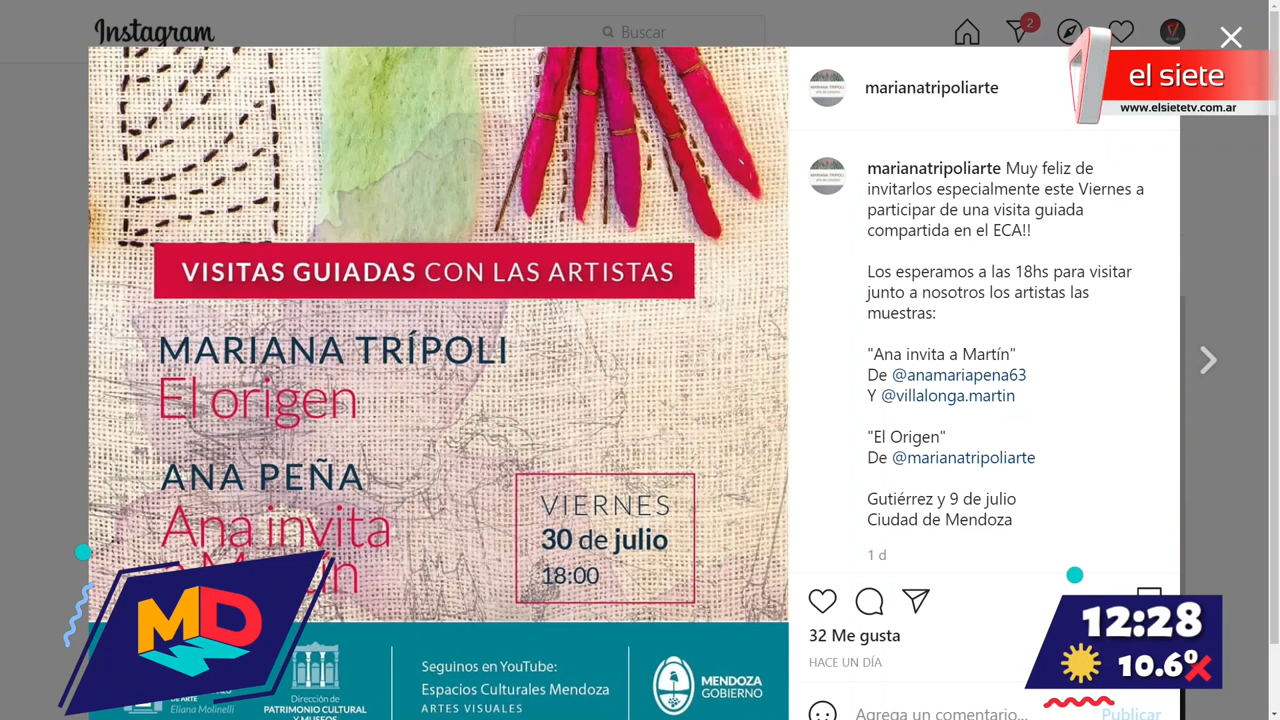 Instagram
Buscar
2
el siete
www.elsietetv.com.ar
marianatripoliarte
VISITAS GUIADAS CON LAS ARTISTAS
MARIANA TRÍPOLI
El origen
ANA PEÑA
Ana invita
VIERNES
30 de julio
18:00
marianatripoliarte Muy feliz de
invitarlos especialmente este Viernes a
participar de una visita guiada
compartida en el ECA!!
Los esperamos a las 18hs para visitar
junto a nosotros los artistas las
muestras:
"Ana invita a Martín"
De @anamariapena63
Y @villalonga.martin
"El Origen"
De @marianatripoliarte
Gutiérrez y 9 de julio
Ciudad de Mendoza
1 d
32 Me gusta
HACE UN DÍA
Agrega un comentario...
Publicar
MD
DE ARTE
Eliana Molinelli
Dirección de
PATRIMONIO CULTURAL
Y MUSEOS
Seguinos en YouTube:
Espacios Culturales Mendoza
ARTES VISUALES
MENDOZA
GOBIERNO
12:28
10.6º